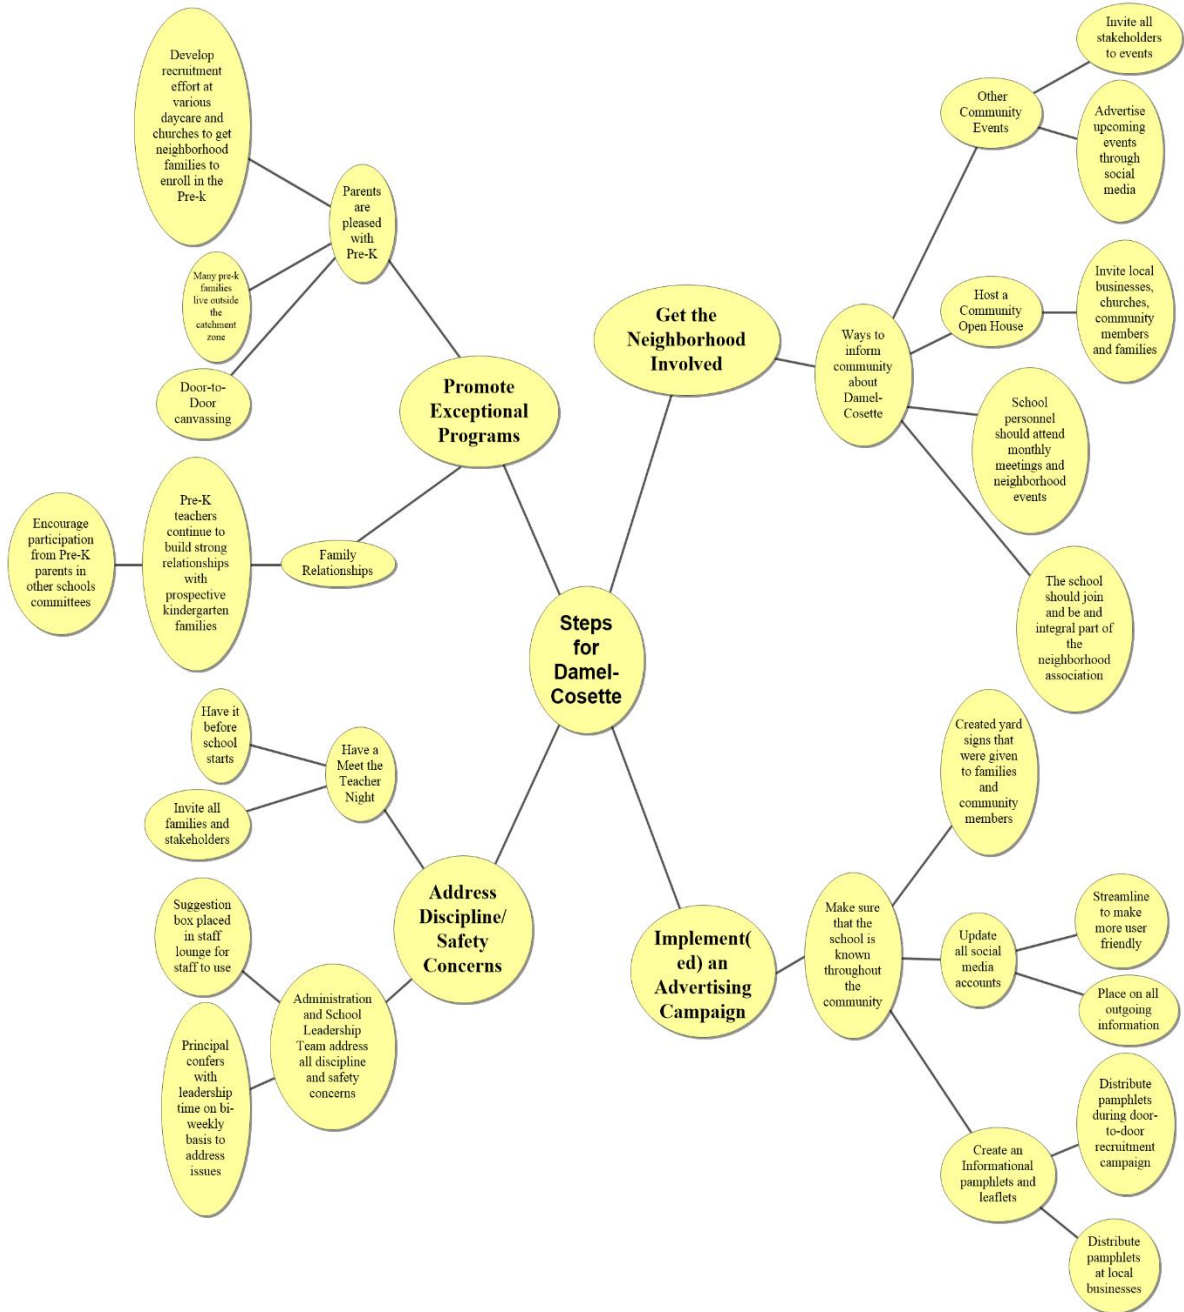 Invite all
stakeholders
to events
Other
Community
Events
Advertise
upcoming
events
through
social
media
Develop
recruitment
effort at
various
daycare and
churches to get
neighborhood
families to
enroll in the
Pre-k
Parents
are
pleased
with
Pre-K
Many pre-k
families
live outside
the
catchment
zone
Door-to-
Door
canvassing
Promote
Exceptional
Programs
Get the
Neighborhood
Involved
Ways to
inform
community
about
Damel-
Cosette
Host a
Community
Open House
Invite local
businesses,
churches,
community
members
and families
School
personnel
should attend
monthly
meetings and
neighborhood
events
The school
should join
and be and
integral part of
the
neighborhood
association
Encourage
participation
from Pre-K
parents in
other schools
committees
Pre-K
teachers
continue to
build strong
relationships
with
prospective
kindergarten
families
Family
Relationships
Steps
for
Damel-
Cosette
Have it
before
school
starts
Have a
Meet the
Teacher
Night
Invite all
families and
stakeholders
Address
Discipline/
Safety
Concerns
Suggestion
box placed
in staff
lounge for
staff to use
Administration
and School
Leadership
Team address
all discipline
and safety
concerns
Principal
confers
with
leadership
time on bi-
weekly
basis to
address
issues
Implement(
ed) an
Advertising
Campaign
Make sure
that the
school is
known
throughout
the
community
Created yard
signs that
were given
to families
and
community
members
Update
all social
media
accounts
Streamline
to make
more user
friendly
Place on all
outgoing
information
Create an
Informational
pamphlets and
leaflets
Distribute
pamphlets
during door-
to-door
recruitment
campaign
Distribute
pamphlets
at local
businesses